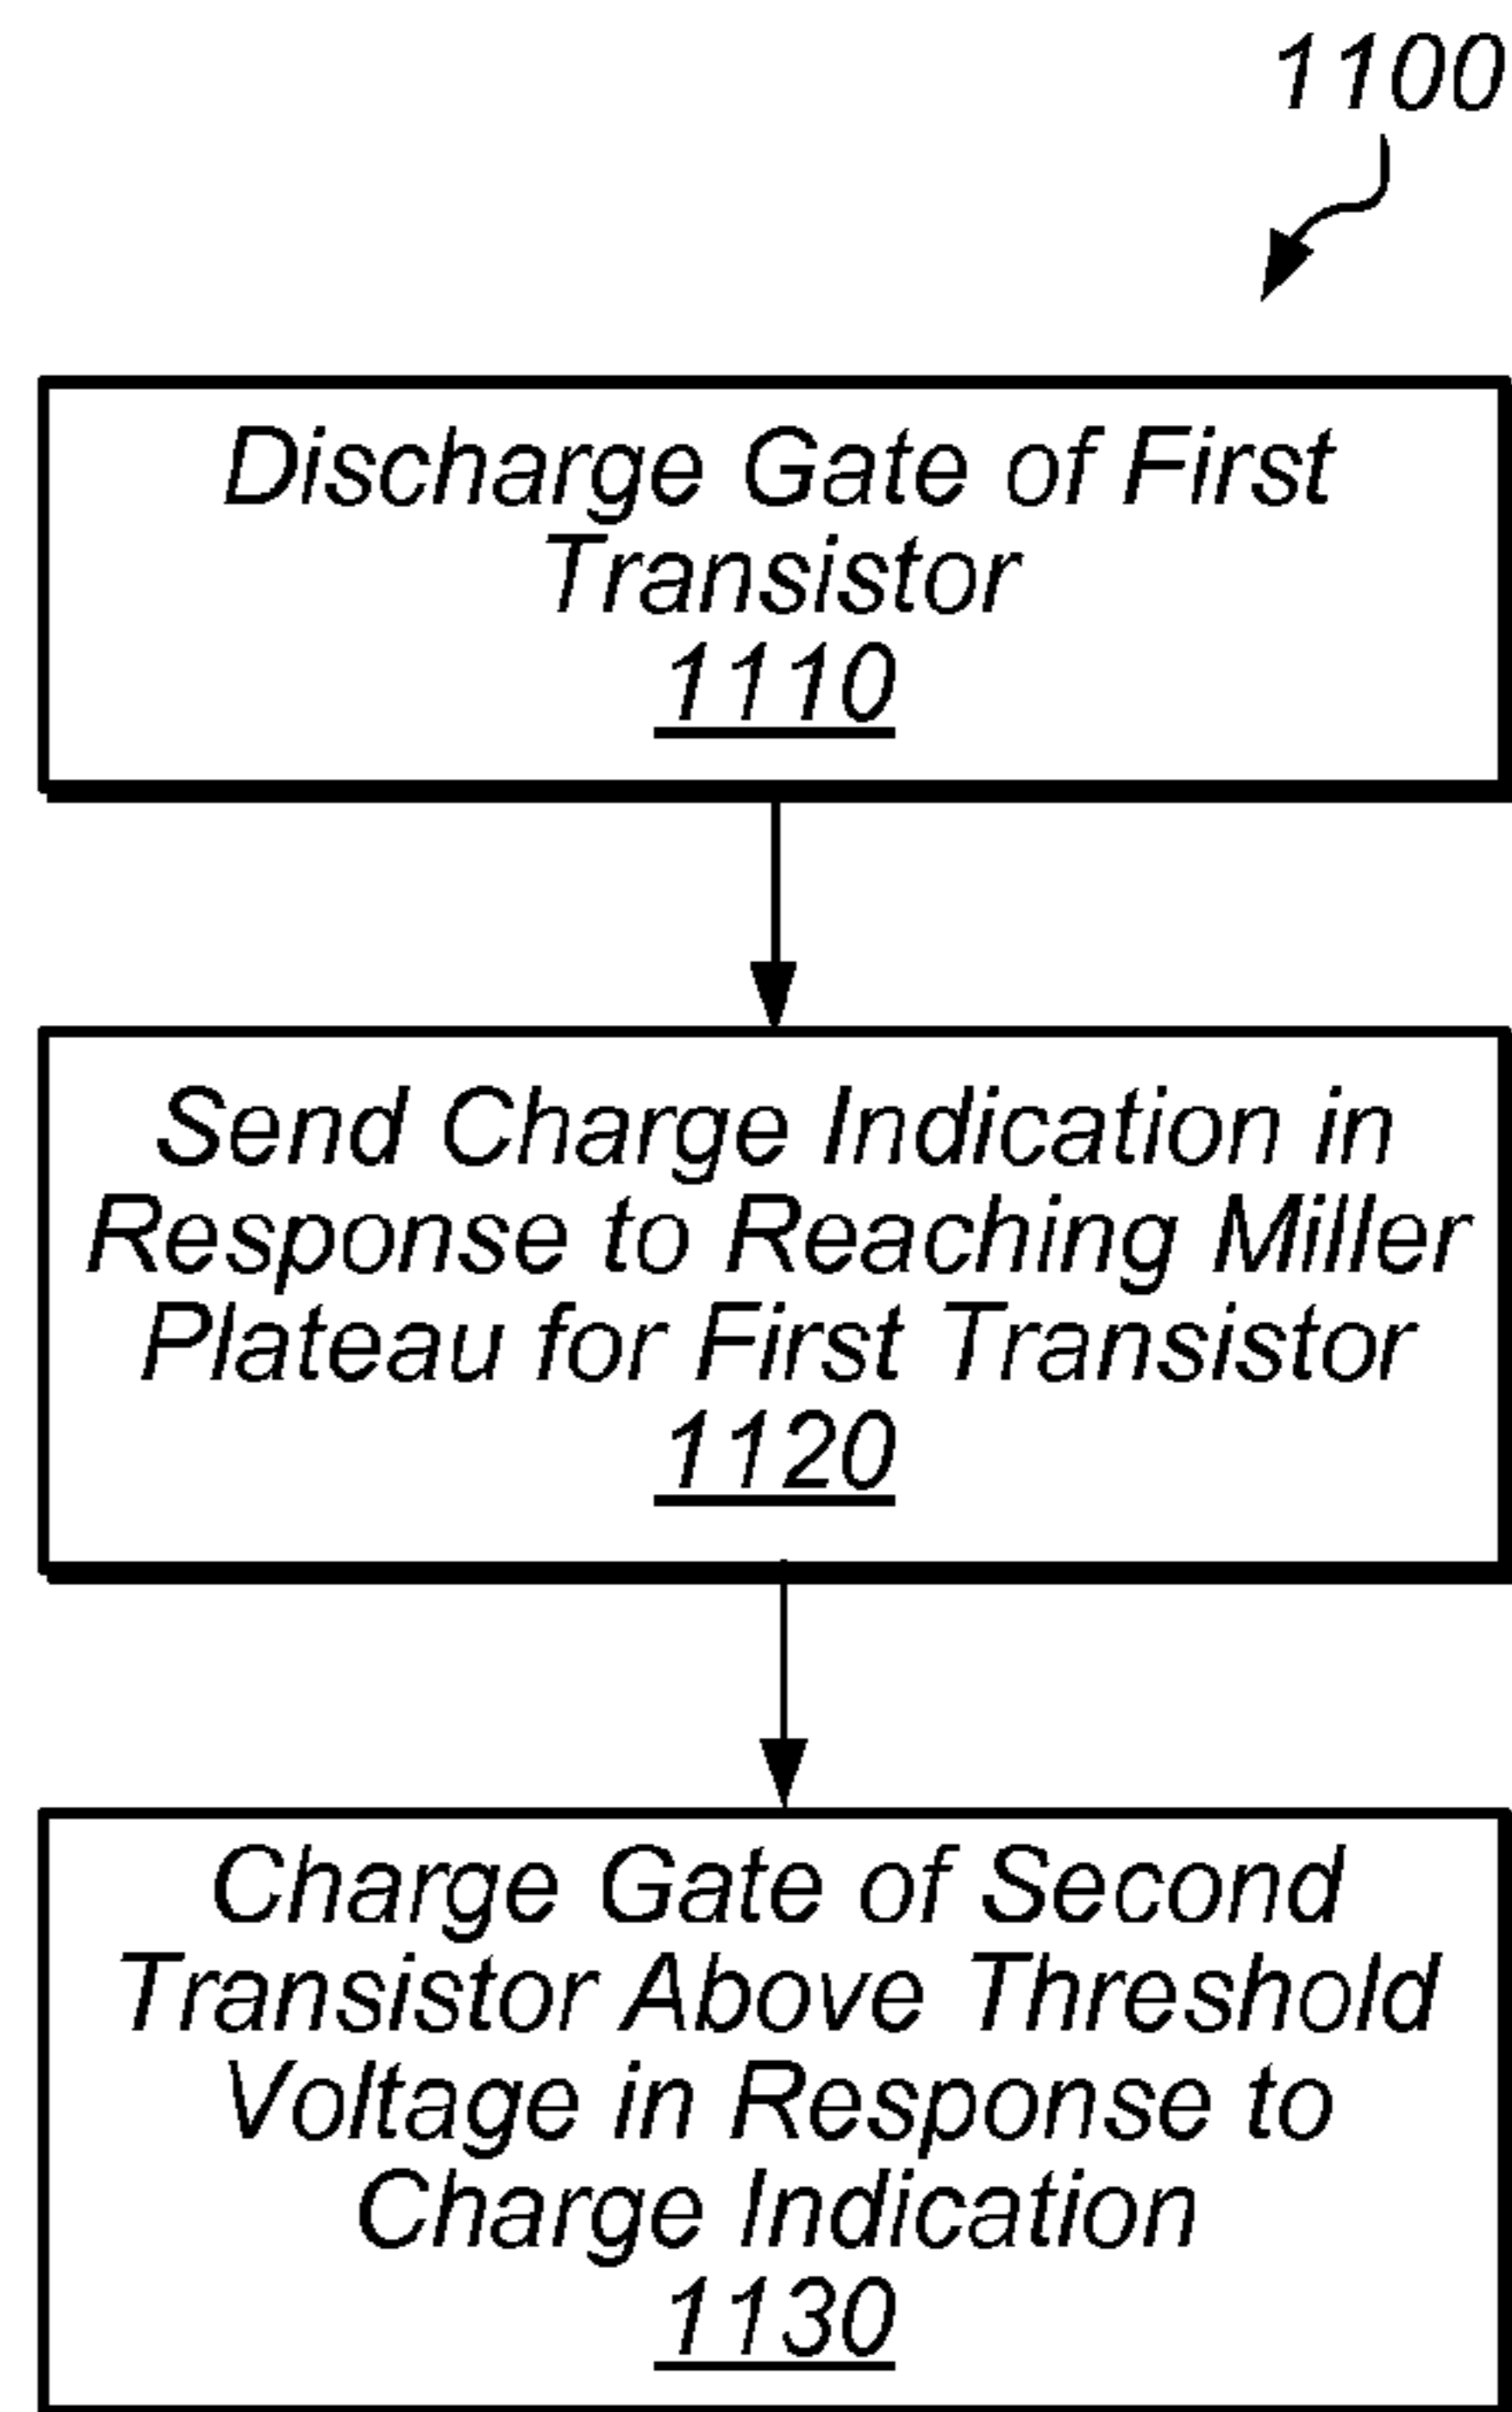 1100
Discharge Gate of First
Transistor
1110
Send Charge Indication in
Response to Reaching Miller
Plateau for First Transistor
1120
Charge Gate of Second
Transistor Above Threshold
Voltage in Response to
Charge Indication
1130